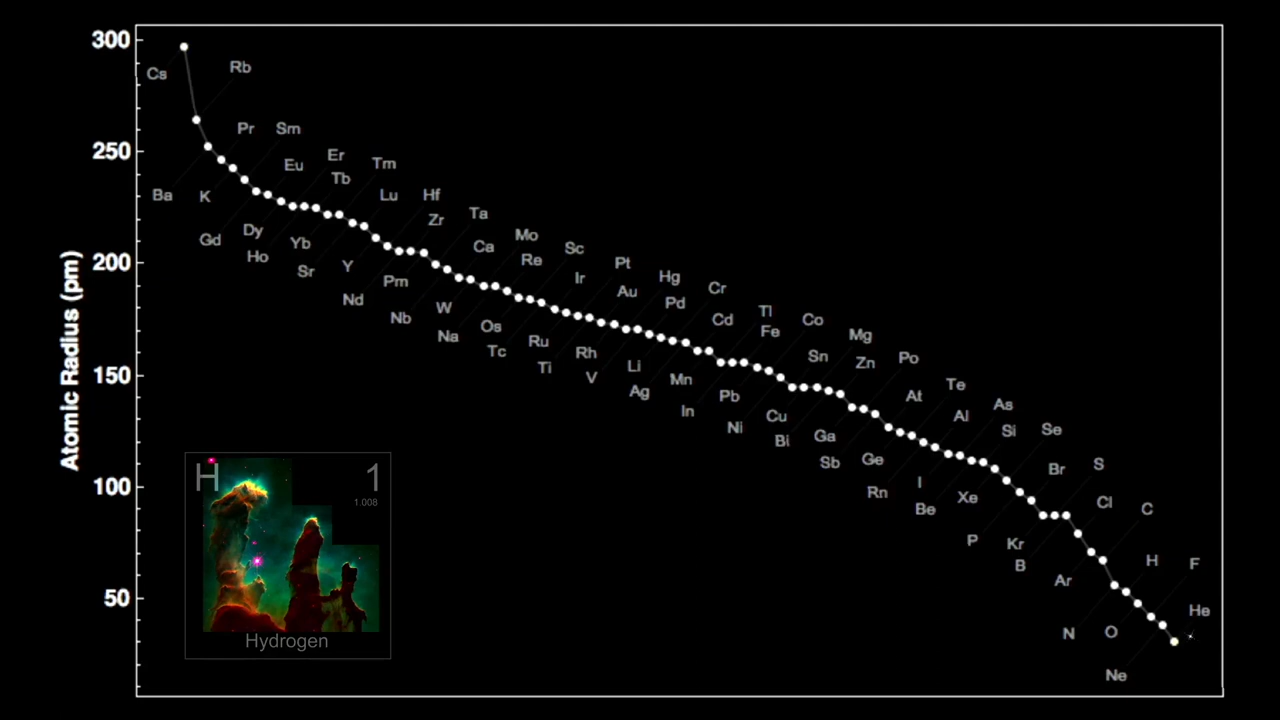 300
250
200
150
100
50
Atomic Radius (pm)
Cs
Rb
Pr
Sm
Er
Tm
Eu
Tb
Ba
K
Lu
Hf
Zr
Ta
Gd
Dy
Yb
Ho
Sr
Y
Ca
Mo
Re
Sc
Nd
Pm
Nb
W
Na
Ir
Pt
Au
Hg
Pd
Cr
Os
Tc
Ru
Ti
Rh
V
Li
Ag
Cd
Tl
Fe
Co
Mg
Sn
Zn
Po
Mn
In
Pb
Ni
Cu
Bi
At
Te
Al
As
Si
Se
Ga
Sb
Ge
Rn
I
Be
Xe
Br
S
Cl
C
P
Kr
B
Ar
H
F
He
N
O
Ne
H
1
1.008
Hydrogen